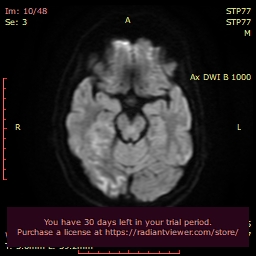 Im: 10/48
Se: 3
STP77
STP77
M
A
Ax DWI B 1000
R
L
You have 30 days left in your trial period.
Purchase a license at https://radiantviewer.com/store/